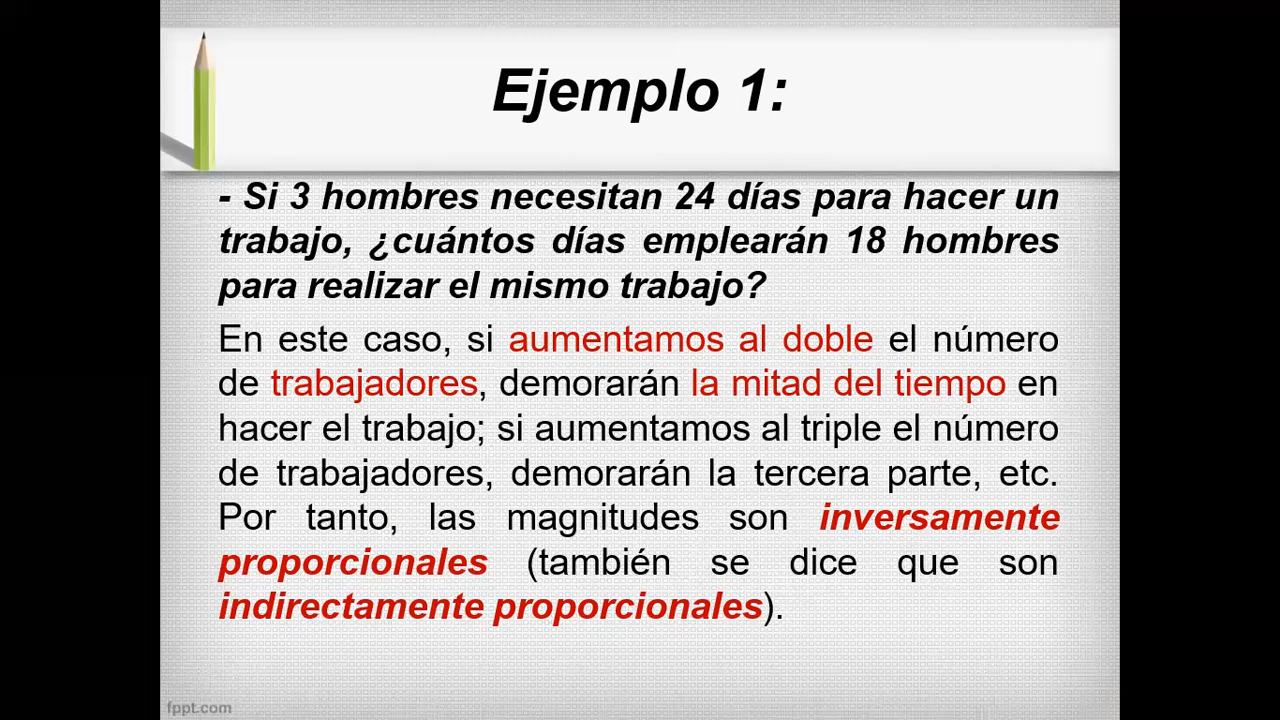 Ejemplo 1:
- Si 3 hombres necesitan 24 días para hacer un
trabajo, ¿cuántos días emplearán 18 hombres
para realizar el mismo trabajo?
En este caso, si aumentamos al doble el número
de trabajadores, demorarán la mitad del tiempo en
hacer el trabajo; si aumentamos al triple el número
de trabajadores, demorarán la tercera parte, etc.
Por tanto, las magnitudes son inversamente
proporcionales (también se dice que son
indirectamente proporcionales).
fppt.com